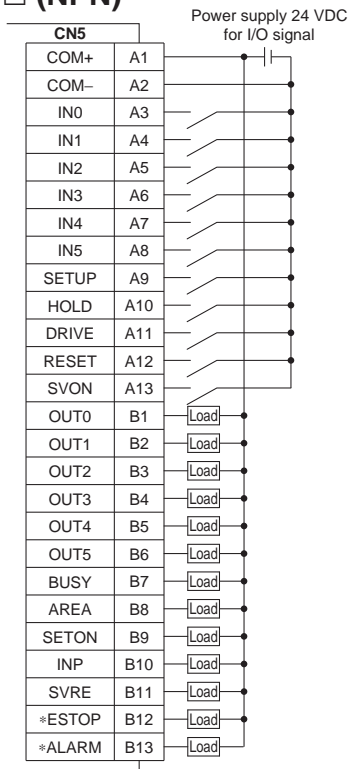 □ (NPN)
Power supply 24 VDC
for I/O signal
CN5
COM+ A1
COM− A2
IN0 A3
IN1 A4
IN2 A5
IN3 A6
IN4 A7
IN5 A8
SETUP A9
HOLD A10
DRIVE A11
RESET A12
SVON A13
OUT0 B1 Load
OUT1 B2 Load
OUT2 B3 Load
OUT3 B4 Load
OUT4 B5 Load
OUT5 B6 Load
BUSY B7 Load
AREA B8 Load
SETON B9 Load
INP B10 Load
SVRE B11 Load
*ESTOP B12 Load
*ALARM B13 Load